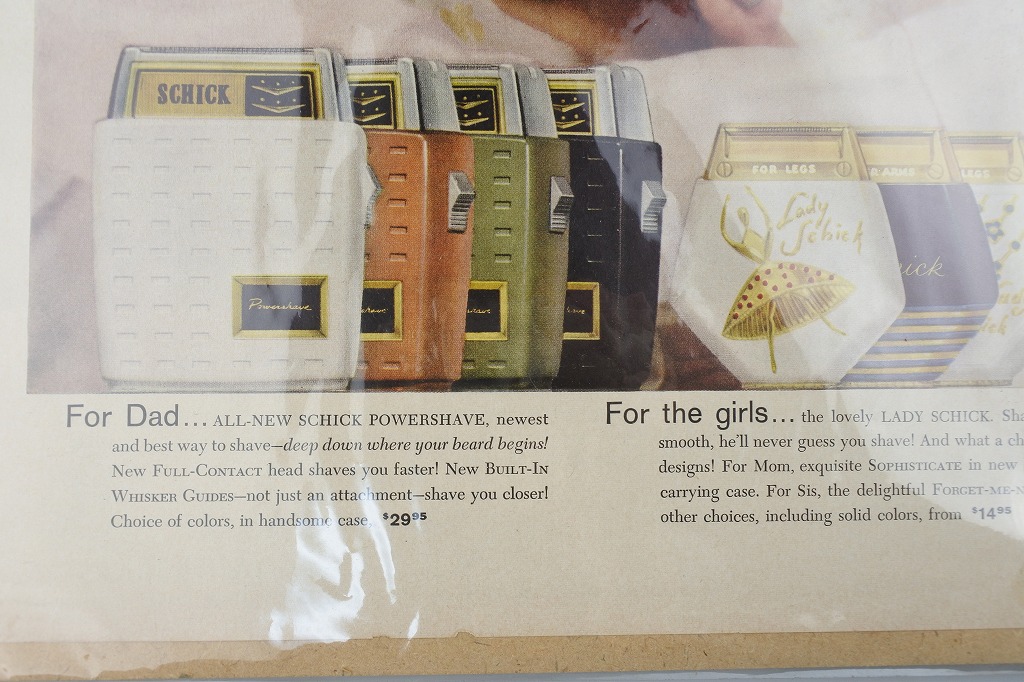 SCHICK
Powershave
FOR LEGS
FOR LEGS
Lady
Schick
For Dad... ALL-NEW SCHICK POWERSHAVE, newest
and best way to shave—deep down where your beard begins!
New FULL-CONTACT head shaves you faster! New BUILT-IN
WHISKER GUIDES—not just an attachment—shave you closer!
Choice of colors, in handsome case. $29⁹⁵
For the girls... the lovely LADY SCHICK.
smooth, he'll never guess you shave! And what a
designs! For Mom, exquisite SOPHISTICATE in new
carrying case. For Sis, the delightful
other choices, including solid colors, from $14⁹⁵